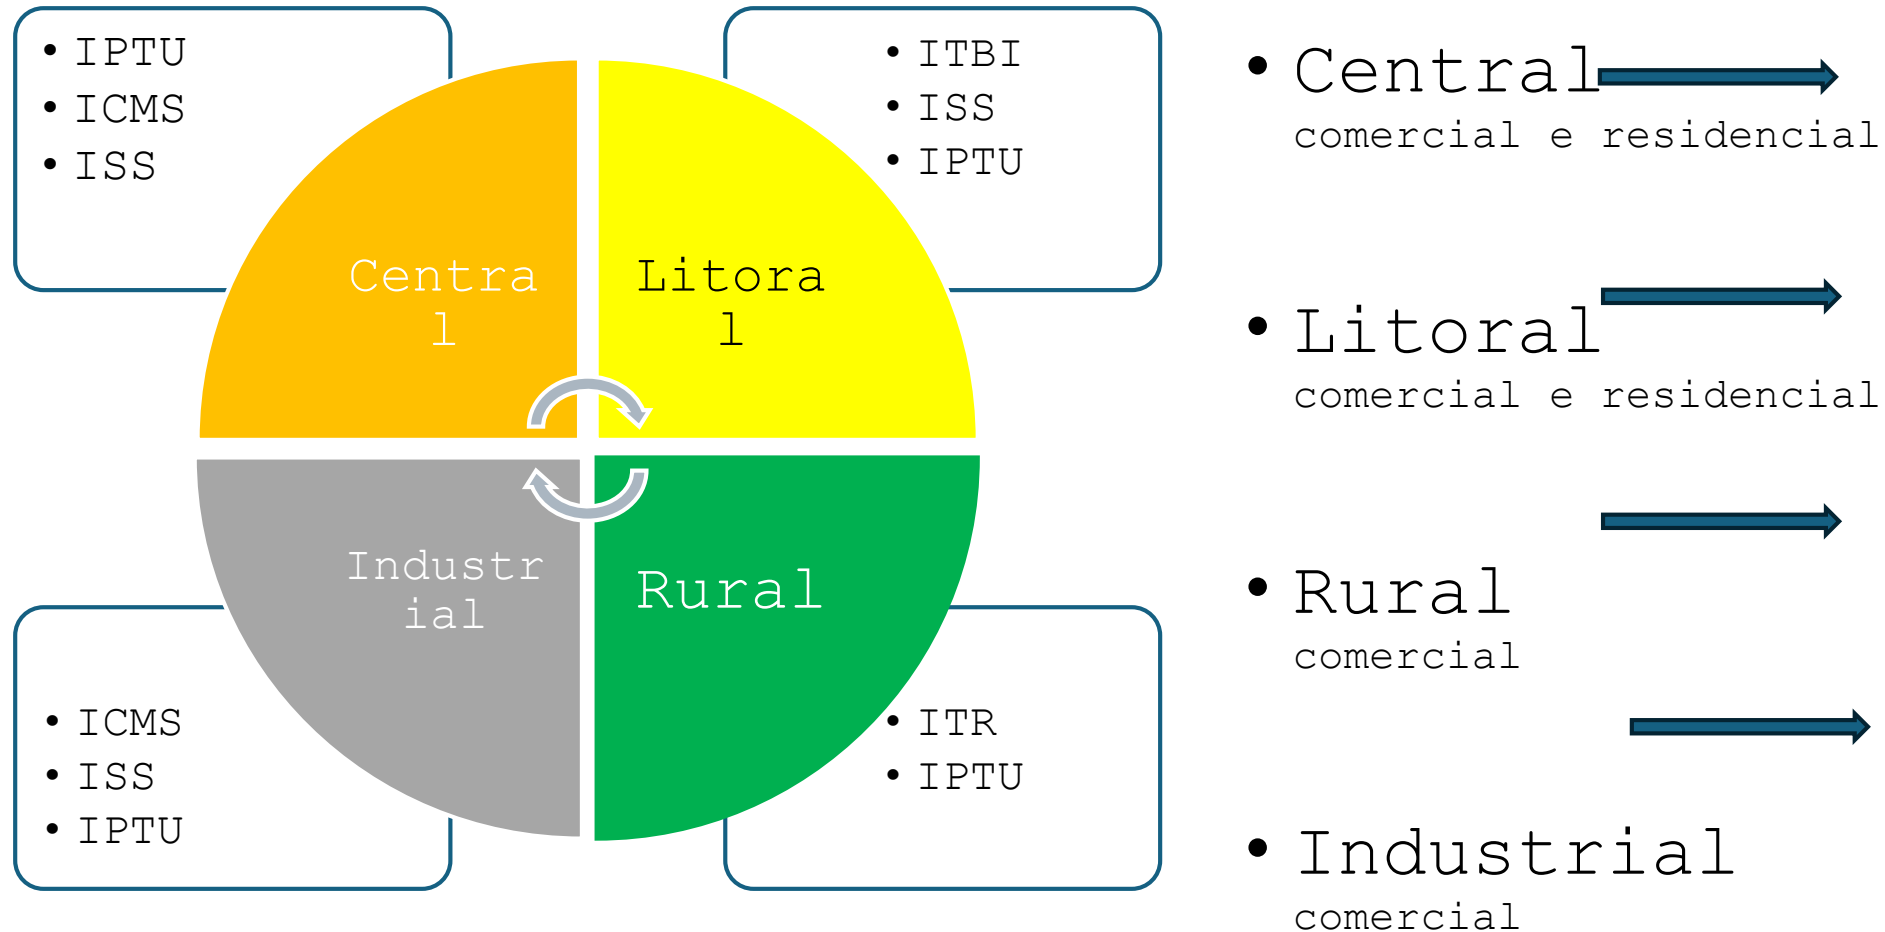 • IPTU
• ICMS
• ISS
• ITBI
• ISS
• IPTU
Centra
l
Litora
l
Industr
ial
Rural
• ICMS
• ISS
• IPTU
• ITR
• IPTU
• Central
comercial e residencial
• Litoral
comercial e residencial
• Rural
comercial
• Industrial
comercial